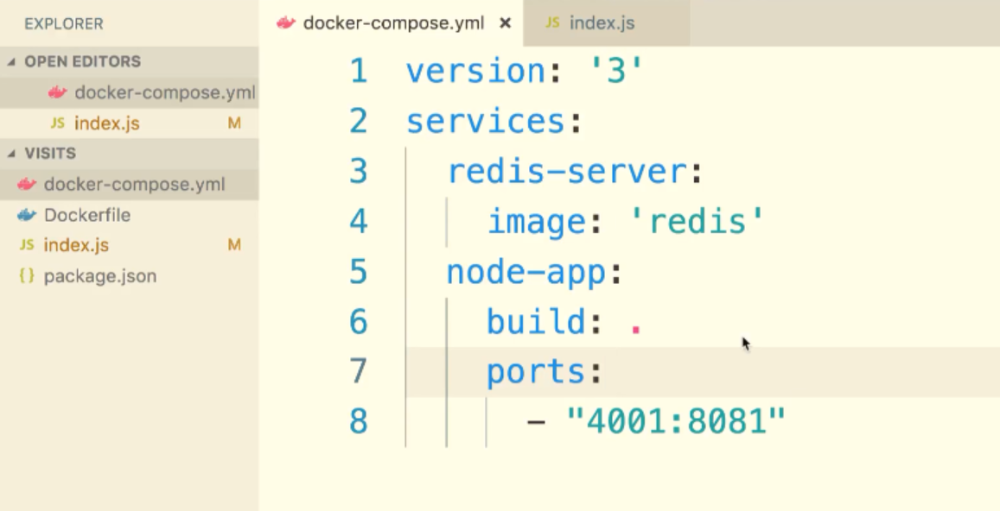 EXPLORER
OPEN EDITORS
docker-compose.yml
JS index.js M
VISITS
docker-compose.yml
Dockerfile
JS index.js M
{} package.json
docker-compose.yml ×
JS index.js
1 version: '3'
2 services:
3   redis-server:
4     image: 'redis'
5   node-app:
6     build: .
7     ports:
8       - "4001:8081"